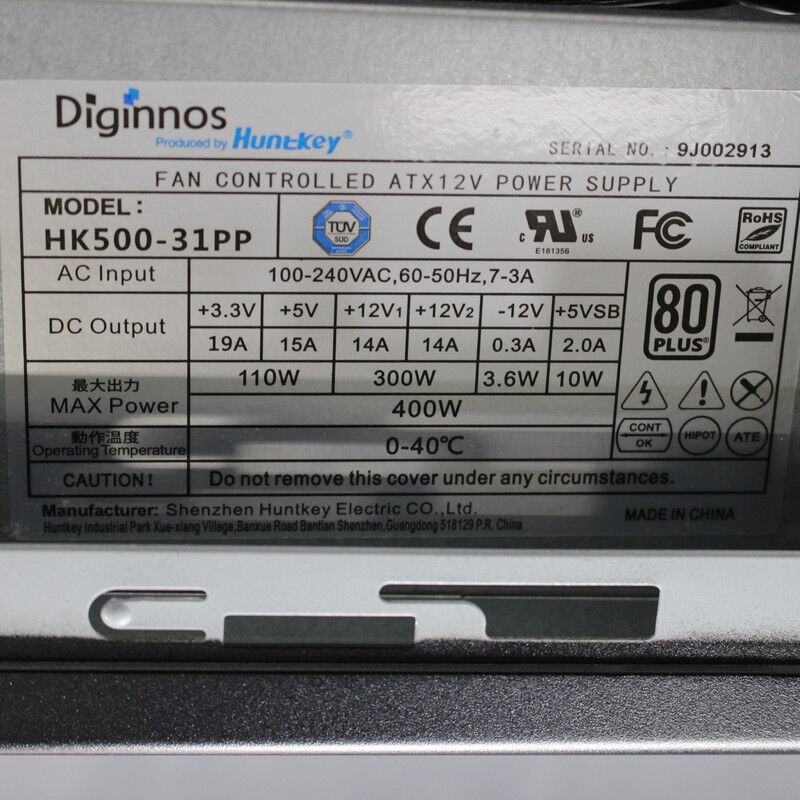 Diginnos
Produced by Huntkey®
SERIAL NO. : 9J002913
FAN CONTROLLED ATX12V POWER SUPPLY
MODEL :
HK500-31PP
TÜV
SÜD
CE
c RU® us
E181356
FC
RoHS
COMPLIANT
AC Input 100-240VAC,60-50Hz,7-3A
DC Output
+3.3V +5V +12V1 +12V2 -12V +5VSB
19A 15A 14A 14A 0.3A 2.0A
80
PLUS®
最大出力
MAX Power
110W 300W 3.6W 10W
400W
動作温度
Operating Temperature
0-40℃
CONT
OK
HIPOT
ATE
CAUTION! Do not remove this cover under any circumstances.
Manufacturer: Shenzhen Huntkey Electric CO.,Ltd.
Huntkey Industrial Park Xue-xiang Village,Banxue Road Bantian Shenzhen,Guangdong 518129 P.R. China
MADE IN CHINA